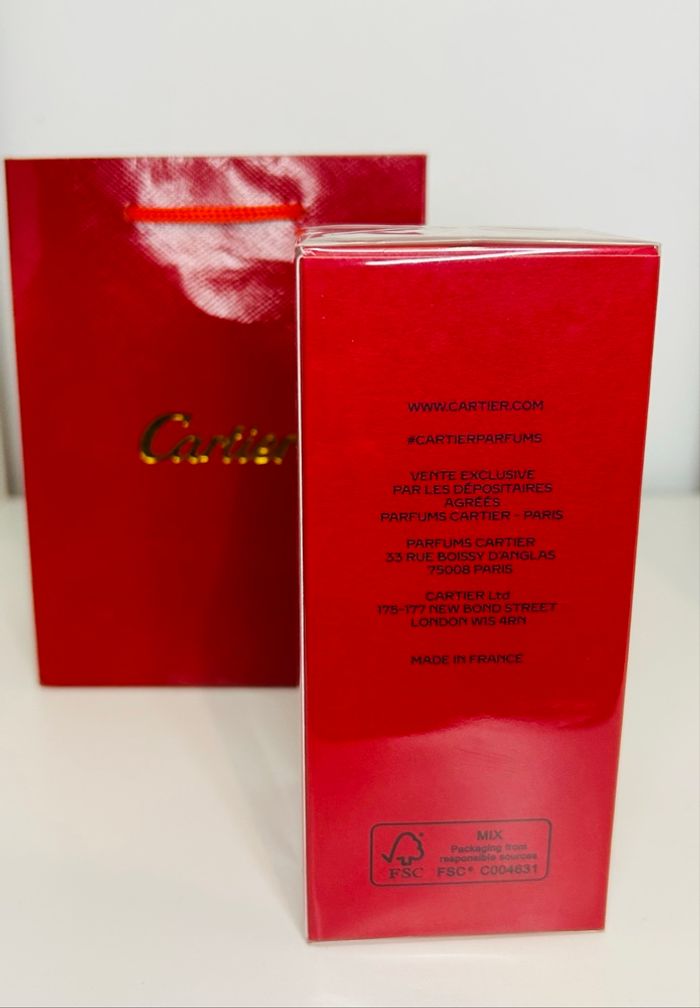 Cartier
WWW.CARTIER.COM
#CARTIERPARFUMS
VENTE EXCLUSIVE
PAR LES DÉPOSITAIRES
AGRÉÉS
PARFUMS CARTIER - PARIS
PARFUMS CARTIER
33 RUE BOISSY D'ANGLAS
75008 PARIS
CARTIER Ltd
175-177 NEW BOND STREET
LONDON W1S 4RN
MADE IN FRANCE
MIX
Packaging from
responsible sources
FSC FSC® C004631